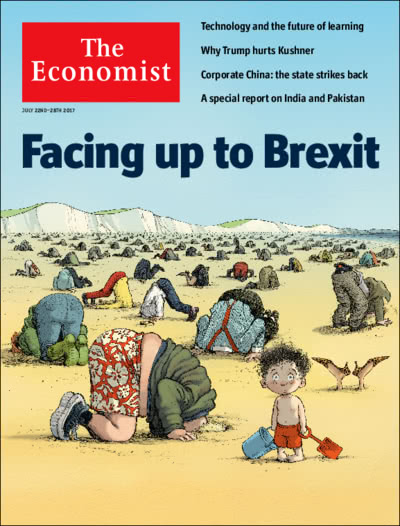 The
Economist
JULY 22ND–28TH 2017
Technology and the future of learning
Why Trump hurts Kushner
Corporate China: the state strikes back
A special report on India and Pakistan
Facing up to Brexit